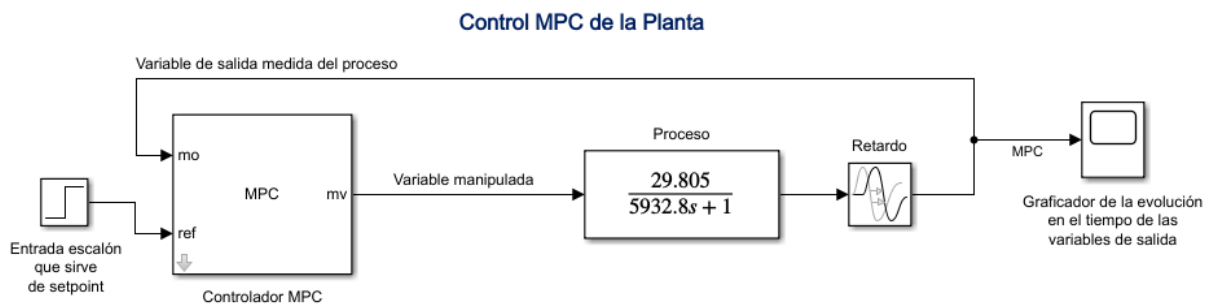 Control MPC de la Planta
Variable de salida medida del proceso
mo
MPC
mv
ref
Controlador MPC
Entrada escalón
que sirve
de setpoint
Variable manipulada
Proceso
29.805
5932.8s + 1
Retardo
MPC
Graficador de la evolución
en el tiempo de las
variables de salida